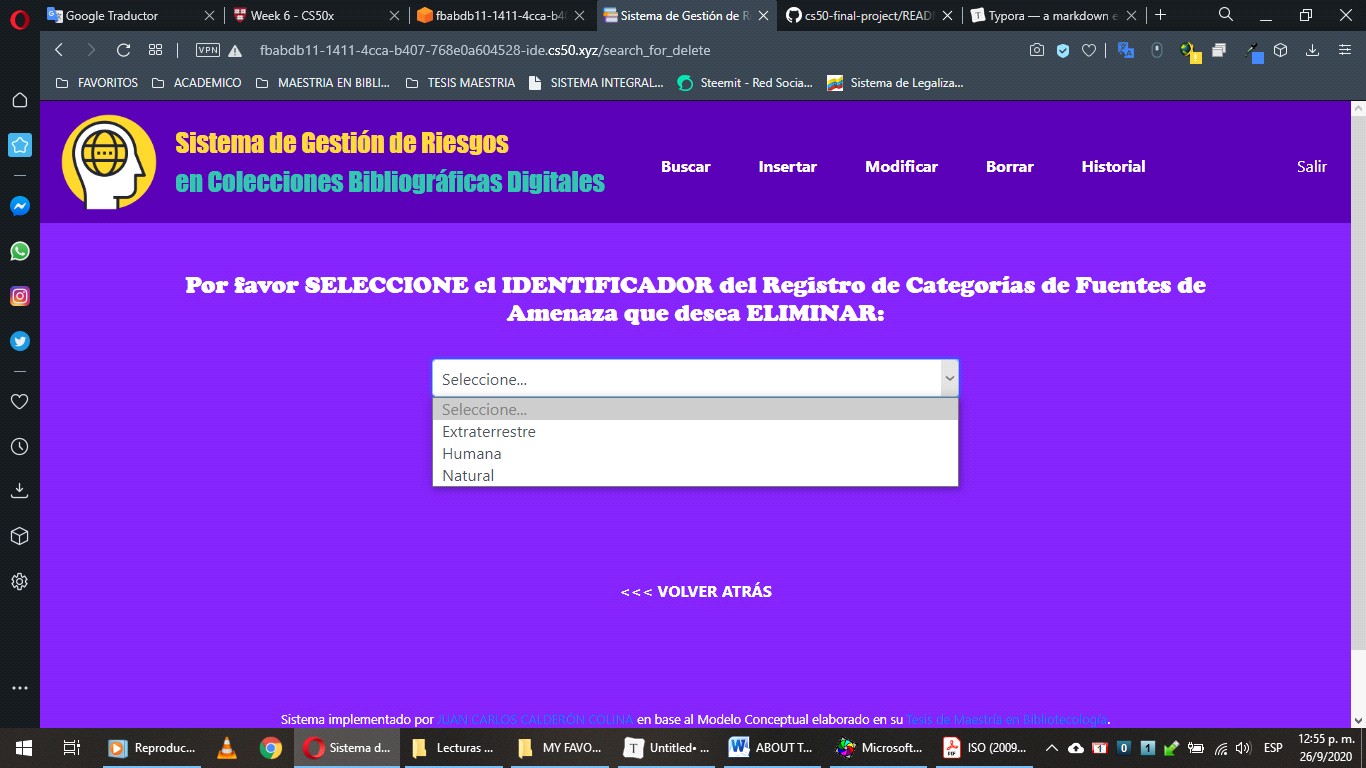 Google Traductor
Week 6 - CS50x
fbabdb11-1411-4cca-b4
Sistema de Gestión de R
cs50-final-project/READ
Typora — a markdown e
VPN
fbabdb11-1411-4cca-b407-768e0a604528-ide.cs50.xyz/search_for_delete
FAVORITOS
ACADEMICO
MAESTRIA EN BIBLI...
TESIS MAESTRIA
SISTEMA INTEGRAL...
Steemit - Red Socia...
Sistema de Legaliza...
Sistema de Gestión de Riesgos
en Colecciones Bibliográficas Digitales
Buscar
Insertar
Modificar
Borrar
Historial
Salir
Por favor SELECCIONE el IDENTIFICADOR del Registro de Categorías de Fuentes de
Amenaza que desea ELIMINAR:
Seleccione...
Seleccione...
Extraterrestre
Humana
Natural
<<< VOLVER ATRÁS
Sistema implementado por JUAN CARLOS CALDERÓN COLINA en base al Modelo Conceptual elaborado en su Tesis de Maestría en Bibliotecología.
Reproduc...
Sistema d...
Lecturas ...
MY FAVO...
Untitled• ...
ABOUT T...
Microsoft...
ISO (2009...
0
1
ESP
12:55 p. m.
26/9/2020